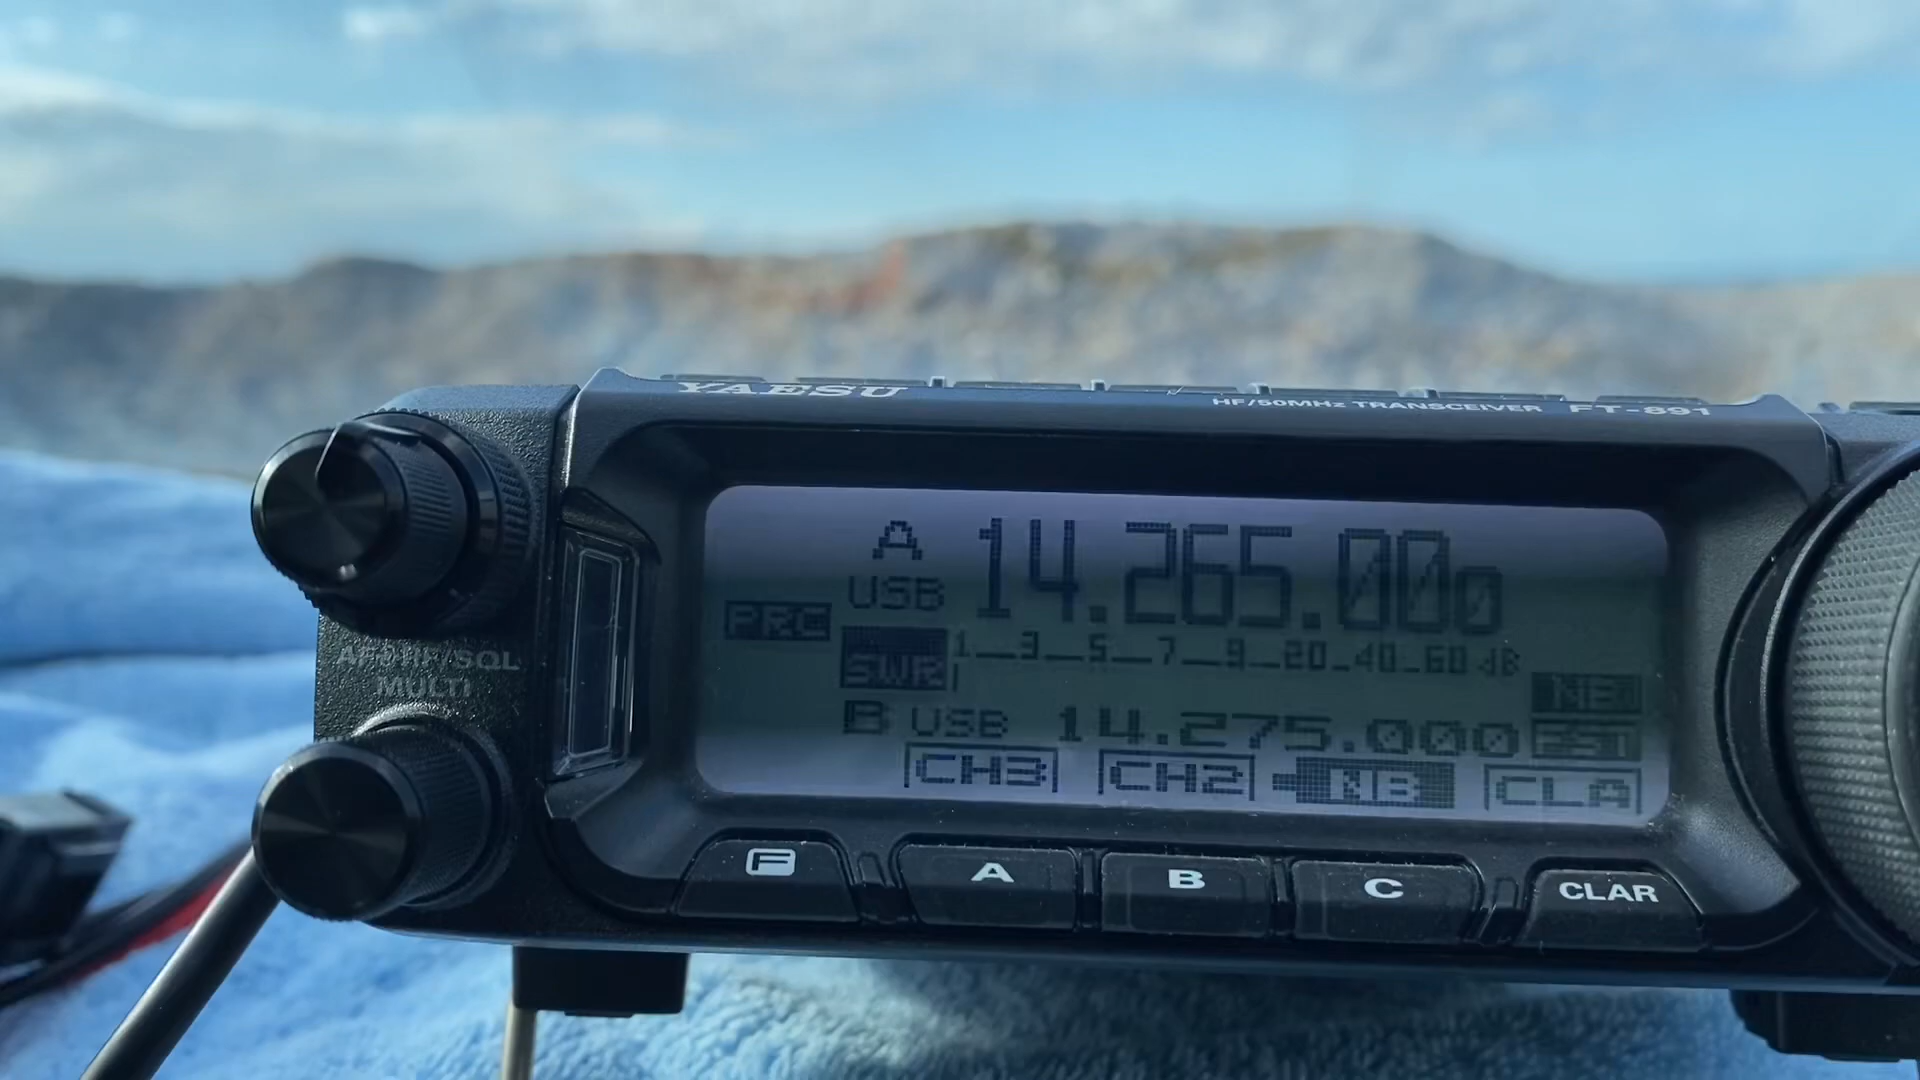 YAESU
HF/50MHz TRANSCEIVER FT-891
A 14.265.000
USB
PRC
SWR 1 3 5 7 9 20 40 60 dB
NB
B USB 14.275.000
CH3 CH2 NB CLA
AF⊕RF/SQL
MULTI
F A B C CLAR